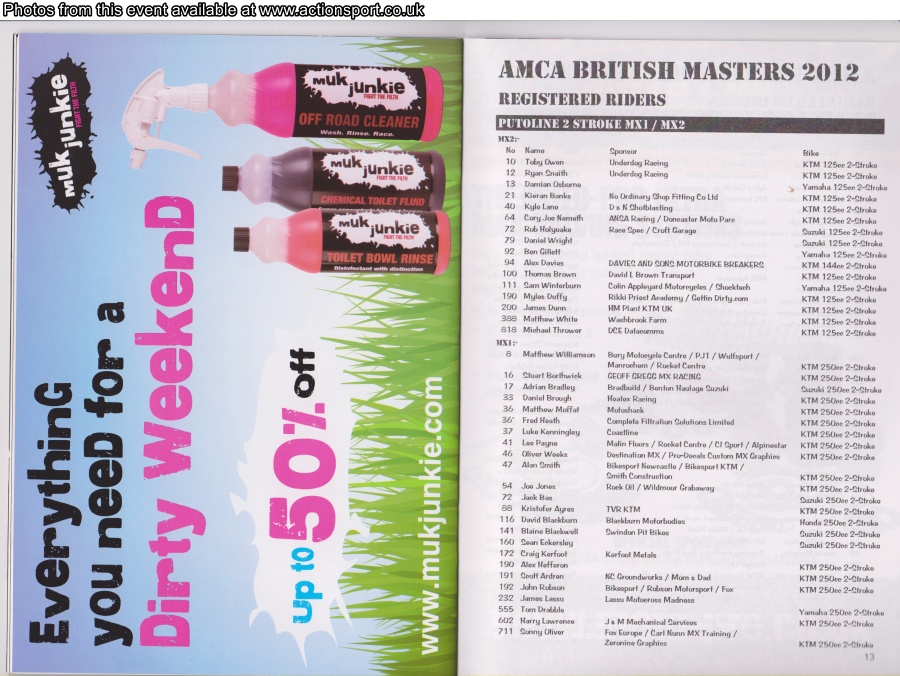 Photos from this event available at www.actionsport.co.uk
muk junkie
FIGHT THE FILTH
Everything
you need for a
Dirty Weekend
muk junkie
FIGHT THE FILTH
OFF ROAD CLEANER
Wash. Rinse. Race.
muk junkie
FIGHT THE FILTH
CHEMICAL TOILET FLUID
muk junkie
FIGHT THE FILTH
TOILET BOWL RINSE
Disinfectant with distinction
up to 50% off
www.mukjunkie.com
AMCA BRITISH MASTERS 2012
REGISTERED RIDERS
PUTOLINE 2 STROKE MX1 / MX2
MX2:-
No Name Sponsor Bike
10 Toby Owen Underdog Racing KTM 125cc 2-Stroke
12 Ryan Snaith Underdog Racing KTM 125cc 2-Stroke
13 Damian Osborne Yamaha 125cc 2-Stroke
21 Kieran Banks No Ordinary Shop Fitting Co Ltd KTM 125cc 2-Stroke
40 Kyle Lane D & N Shotblasting KTM 125cc 2-Stroke
64 Cory Joe Nemeth ANSA Racing / Doncaster Moto Parc KTM 125cc 2-Stroke
72 Rob Holyoake Race Spec / Croft Garage Suzuki 125cc 2-Stroke
79 Daniel Wright Suzuki 125cc 2-Stroke
92 Ben Gillett Yamaha 125cc 2-Stroke
94 Alex Davies DAVIES AND SONS MOTORBIKE BREAKERS KTM 144cc 2-Stroke
100 Thomas Brown David L Brown Transport KTM 125cc 2-Stroke
111 Sam Winterburn Colin Appleyard Motorcycles / Shocktech Yamaha 125cc 2-Stroke
190 Myles Duffy Rikki Priest Academy / Gettin Dirty.com KTM 125cc 2-Stroke
200 James Dunn HM Plant KTM UK KTM 125cc 2-Stroke
388 Matthew White Washbrook Farm KTM 125cc 2-Stroke
818 Michael Thrower DCE Datacomms KTM 125cc 2-Stroke
MX1:-
8 Matthew Williamson Bury Motocycle Centre / PJ1 / Wulfsport /
Manrochem / Rocket Centre KTM 250cc 2-Stroke
16 Stuart Borthwick GEOFF GREGG MX RACING KTM 250cc 2-Stroke
17 Adrian Bradley Bradbuild / Benton Haulage Suzuki Suzuki 250cc 2-Stroke
33 Daniel Brough Healex Racing KTM 250cc 2-Stroke
36 Matthew Moffat Motoshack KTM 250cc 2-Stroke
36' Fred Heath Complete Filtration Solutions Limited KTM 250cc 2-Stroke
37 Luke Kenningley Coastline KTM 250cc 2-Stroke
41 Lee Payne Malin Floors / Rocket Centre / CI Sport / Alpinestar KTM 250cc 2-Stroke
46 Oliver Weeks Destination MX / Pro-Decals Custom MX Graphics KTM 250cc 2-Stroke
47 Alan Smith Bikesport Newcastle / Bikesport KTM /
Smith Construction KTM 250cc 2-Stroke
54 Joe Jones Rock Oil / Wildmoor Grabaway KTM 250cc 2-Stroke
72 Jack Bas Suzuki 250cc 2-Stroke
88 Kristofer Ayres TVR KTM KTM 250cc 2-Stroke
116 David Blackburn Blackburn Motorbodies Honda 250cc 2-Stroke
141 Blaine Blackwell Swindon Pit Bikes Suzuki 250cc 2-Stroke
160 Sean Eckersley Suzuki 250cc 2-Stroke
172 Craig Kerfoot Kerfoot Metals
190 Alex Hefferon KTM 250cc 2-Stroke
191 Scott Ardron NC Groundworks / Mum & Dad KTM 250cc 2-Stroke
192 John Robson Bikesport / Robson Motorsport / Fox KTM 250cc 2-Stroke
232 James Lassu Lassu Motocross Madness
555 Tom Drabble Yamaha 250cc 2-Stroke
602 Harry Lawrence J & M Mechanical Services KTM 250cc 2-Stroke
711 Sonny Oliver Fox Europe / Carl Nunn MX Training /
Zeronine Graphics KTM 250cc 2-Stroke
13